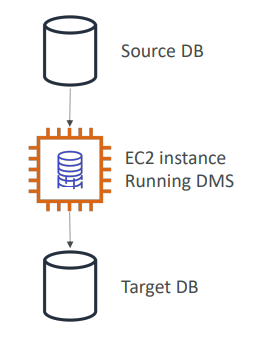 Source DB
EC2 instance
Running DMS
Target DB